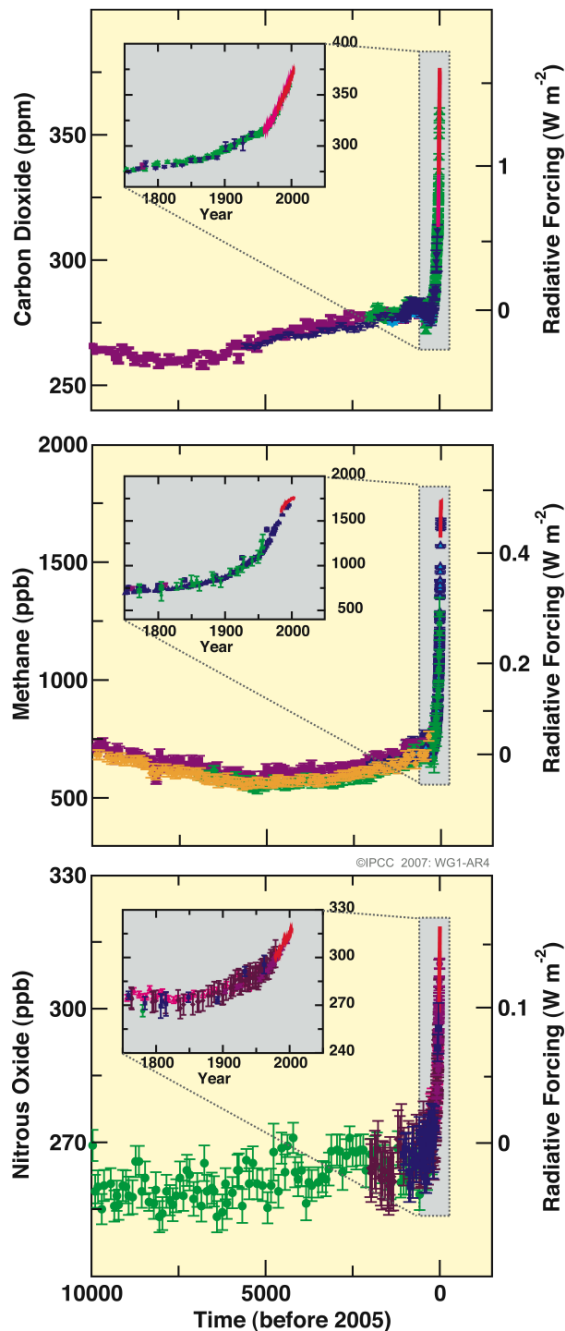 400
350
300
1800 1900 2000
Year
350
300
250
Carbon Dioxide (ppm)
1
0
Radiative Forcing (W m-2)
2000
1500
1000
500
1800 1900 2000
Year
2000
1500
1000
500
Methane (ppb)
0.4
0.2
0
Radiative Forcing (W m-2)
©IPCC 2007: WG1-AR4
330
300
270
240
1800 1900 2000
Year
330
300
270
Nitrous Oxide (ppb)
0.1
0
Radiative Forcing (W m-2)
10000 5000 0
Time (before 2005)